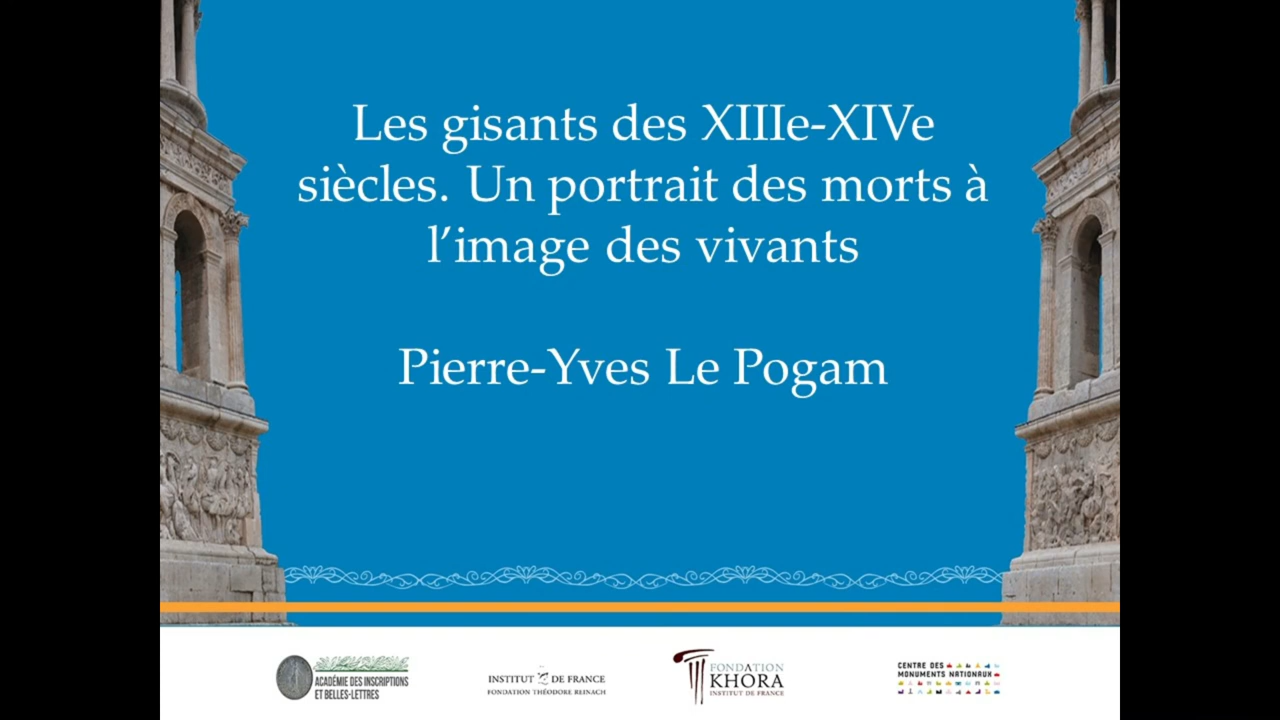 Les gisants des XIIIe-XIVe
siècles. Un portrait des morts à
l’image des vivants
Pierre-Yves Le Pogam
ACADÉMIE DES INSCRIPTIONS
ET BELLES-LETTRES
INSTITUT DE FRANCE
FONDATION THÉODORE REINACH
FONDATION
KHORA
INSTITUT DE FRANCE
CENTRE DES
MONUMENTS NATIONAUX